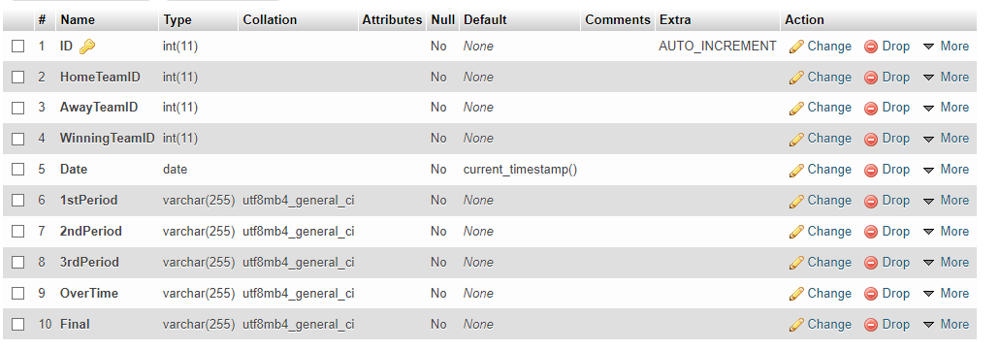 # Name Type Collation Attributes Null Default Comments Extra Action
1 ID int(11) No None AUTO_INCREMENT Change Drop More
2 HomeTeamID int(11) No None Change Drop More
3 AwayTeamID int(11) No None Change Drop More
4 WinningTeamID int(11) No None Change Drop More
5 Date date No current_timestamp() Change Drop More
6 1stPeriod varchar(255) utf8mb4_general_ci No None Change Drop More
7 2ndPeriod varchar(255) utf8mb4_general_ci No None Change Drop More
8 3rdPeriod varchar(255) utf8mb4_general_ci No None Change Drop More
9 OverTime varchar(255) utf8mb4_general_ci No None Change Drop More
10 Final varchar(255) utf8mb4_general_ci No None Change Drop More